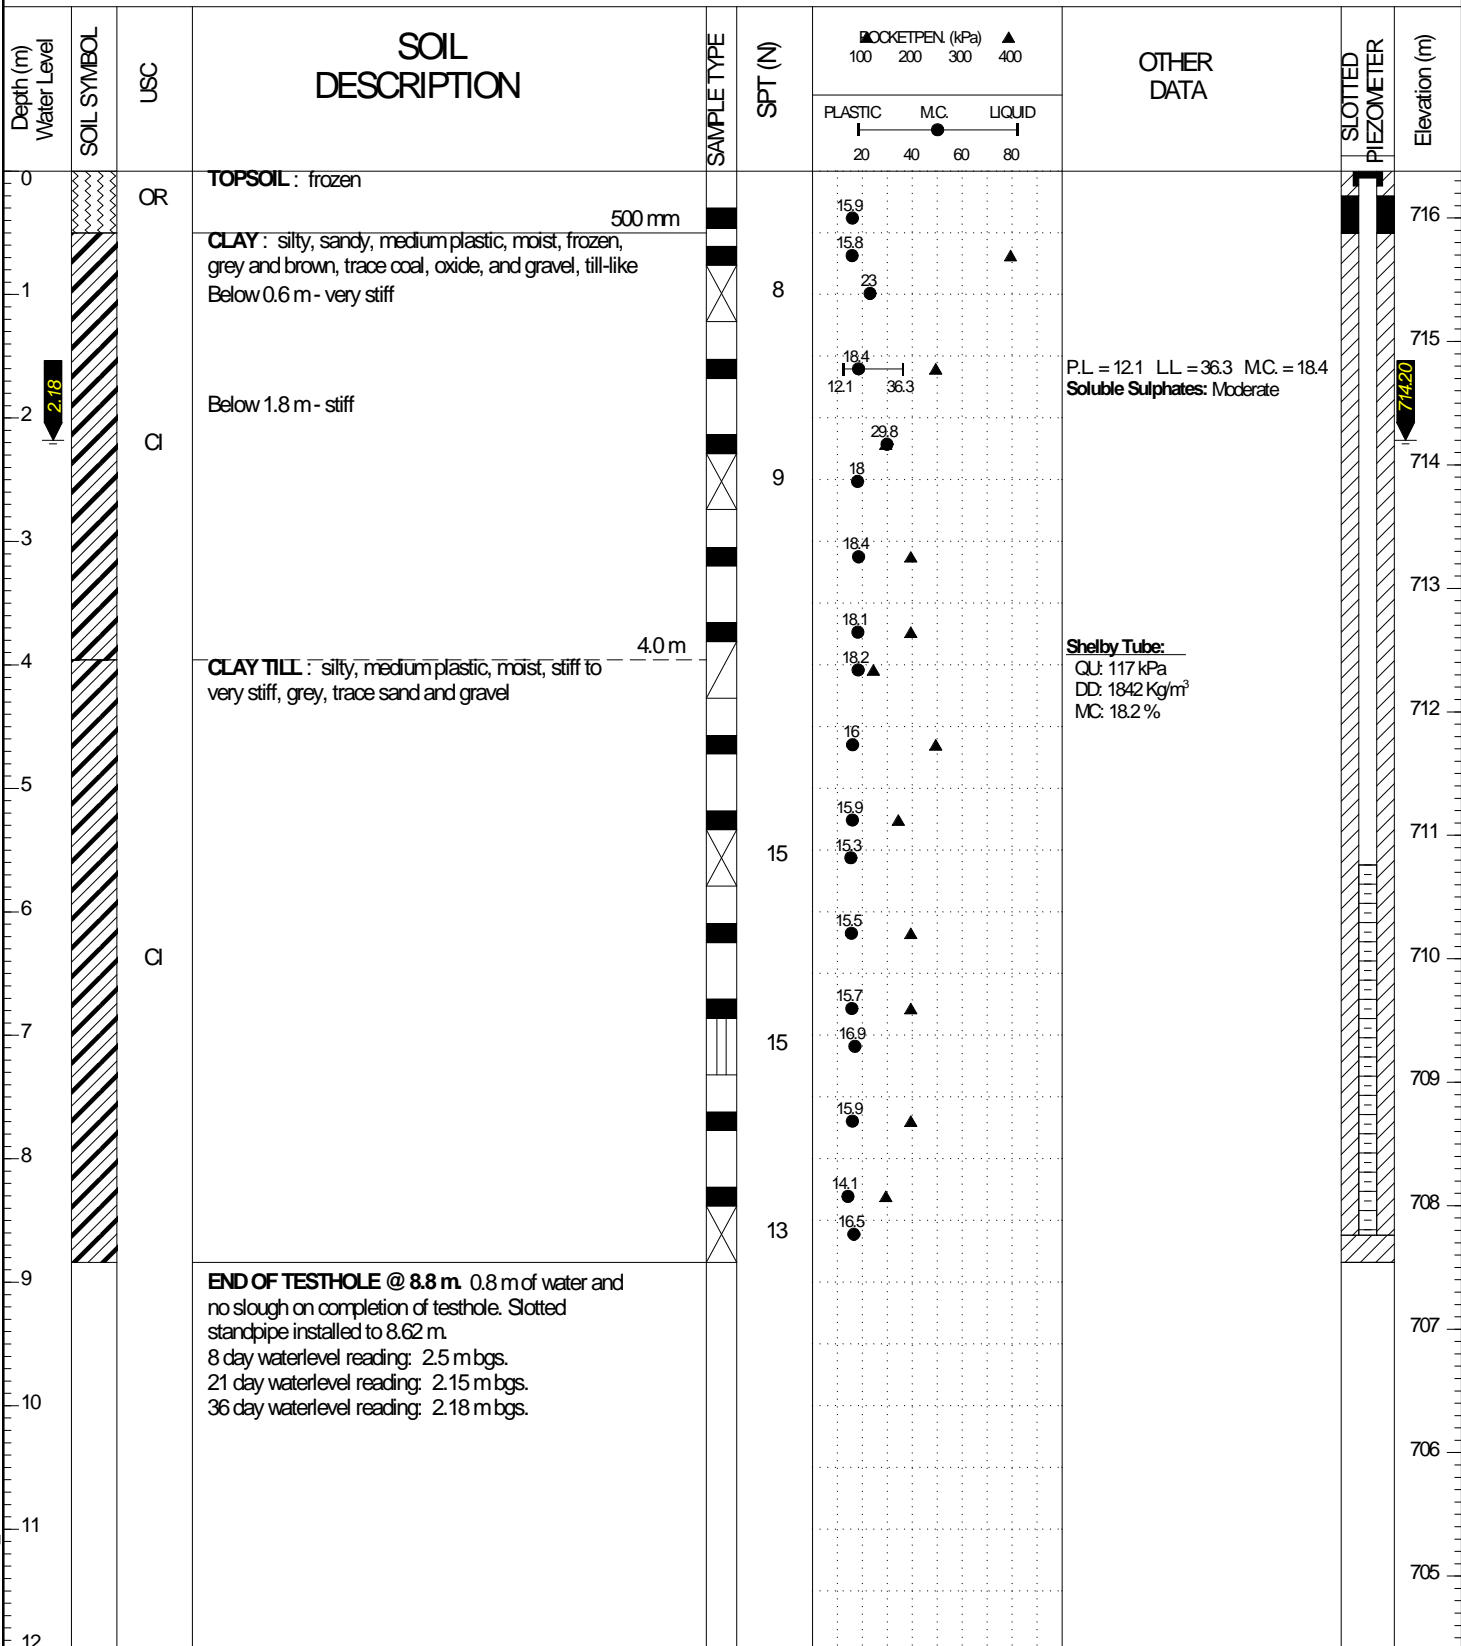 Depth (m)
Water Level
SOIL SYMBOL
USC
SOIL
DESCRIPTION
SAMPLE TYPE
SPT (N)
POCKET PEN. (kPa)
100 200 300 400
PLASTIC M.C. LIQUID
20 40 60 80
OTHER
DATA
SLOTTED
PIEZOMETER
Elevation (m)
0
OR
TOPSOIL : frozen
500 mm
15.9
716
CLAY : silty, sandy, medium plastic, moist, frozen,
grey and brown, trace coal, oxide, and gravel, till-like
15.8
1
Below 0.6 m - very stiff
8
23
715
18.4
12.1 36.3
P.L. = 12.1 L.L. = 36.3 M.C. = 18.4
Soluble Sulphates: Moderate
2.18
714.20
2
Below 1.8 m - stiff
CI
29.8
714
9
18
3
18.4
713
18.1
4.0 m
4
CLAY TILL : silty, medium plastic, moist, stiff to
very stiff, grey, trace sand and gravel
18.2
Shelby Tube:
QU: 117 kPa
DD: 1842 Kg/m³
MC: 18.2 %
712
16
5
15.9
711
15
15.3
6
15.5
CI
710
15.7
7
15
16.9
709
15.9
8
14.1
708
13
16.5
9
END OF TESTHOLE @ 8.8 m. 0.8 m of water and
no slough on completion of testhole. Slotted
standpipe installed to 8.62 m.
707
8 day waterlevel reading: 2.5 m bgs.
21 day waterlevel reading: 2.15 m bgs.
36 day waterlevel reading: 2.18 m bgs.
10
706
11
705
12